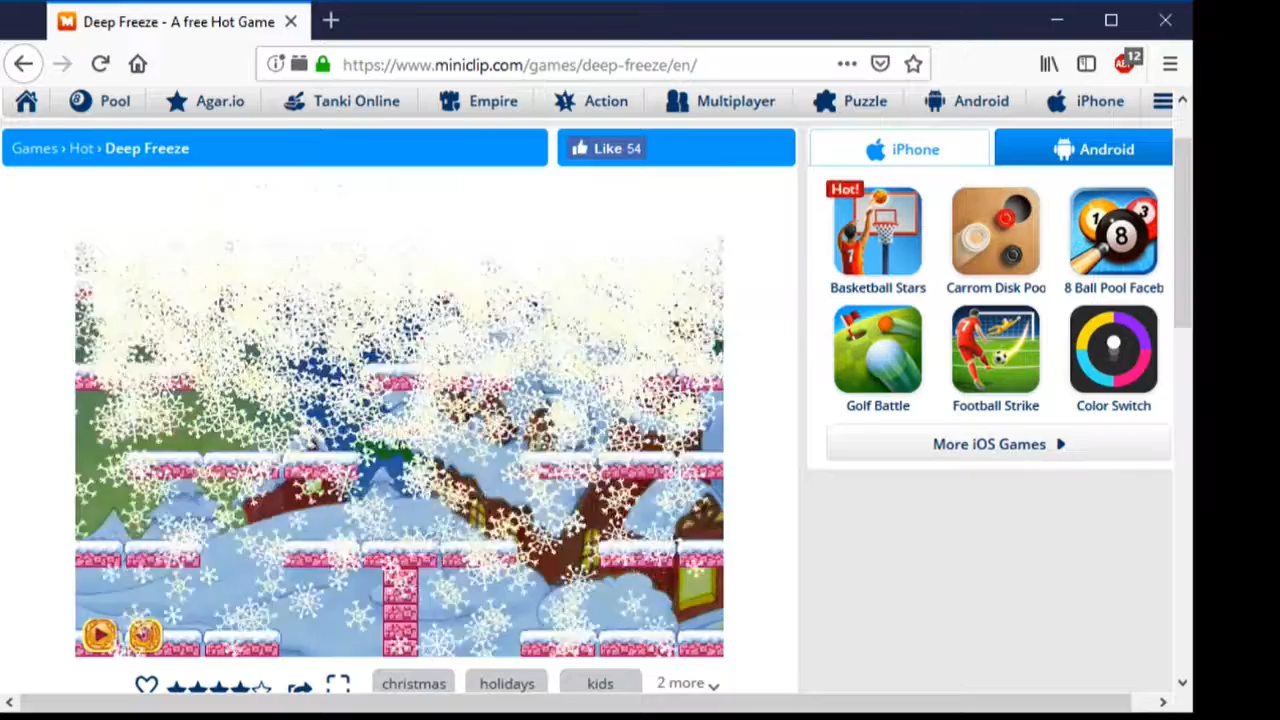 Deep Freeze - A free Hot Game
https://www.miniclip.com/games/deep-freeze/en/
12
Pool
Agar.io
Tanki Online
Empire
Action
Multiplayer
Puzzle
Android
iPhone
Games › Hot › Deep Freeze
Like 54
iPhone
Android
Hot!
Basketball Stars
Carrom Disk Poo
8 Ball Pool Faceb
Golf Battle
Football Strike
Color Switch
More iOS Games
christmas
holidays
kids
2 more